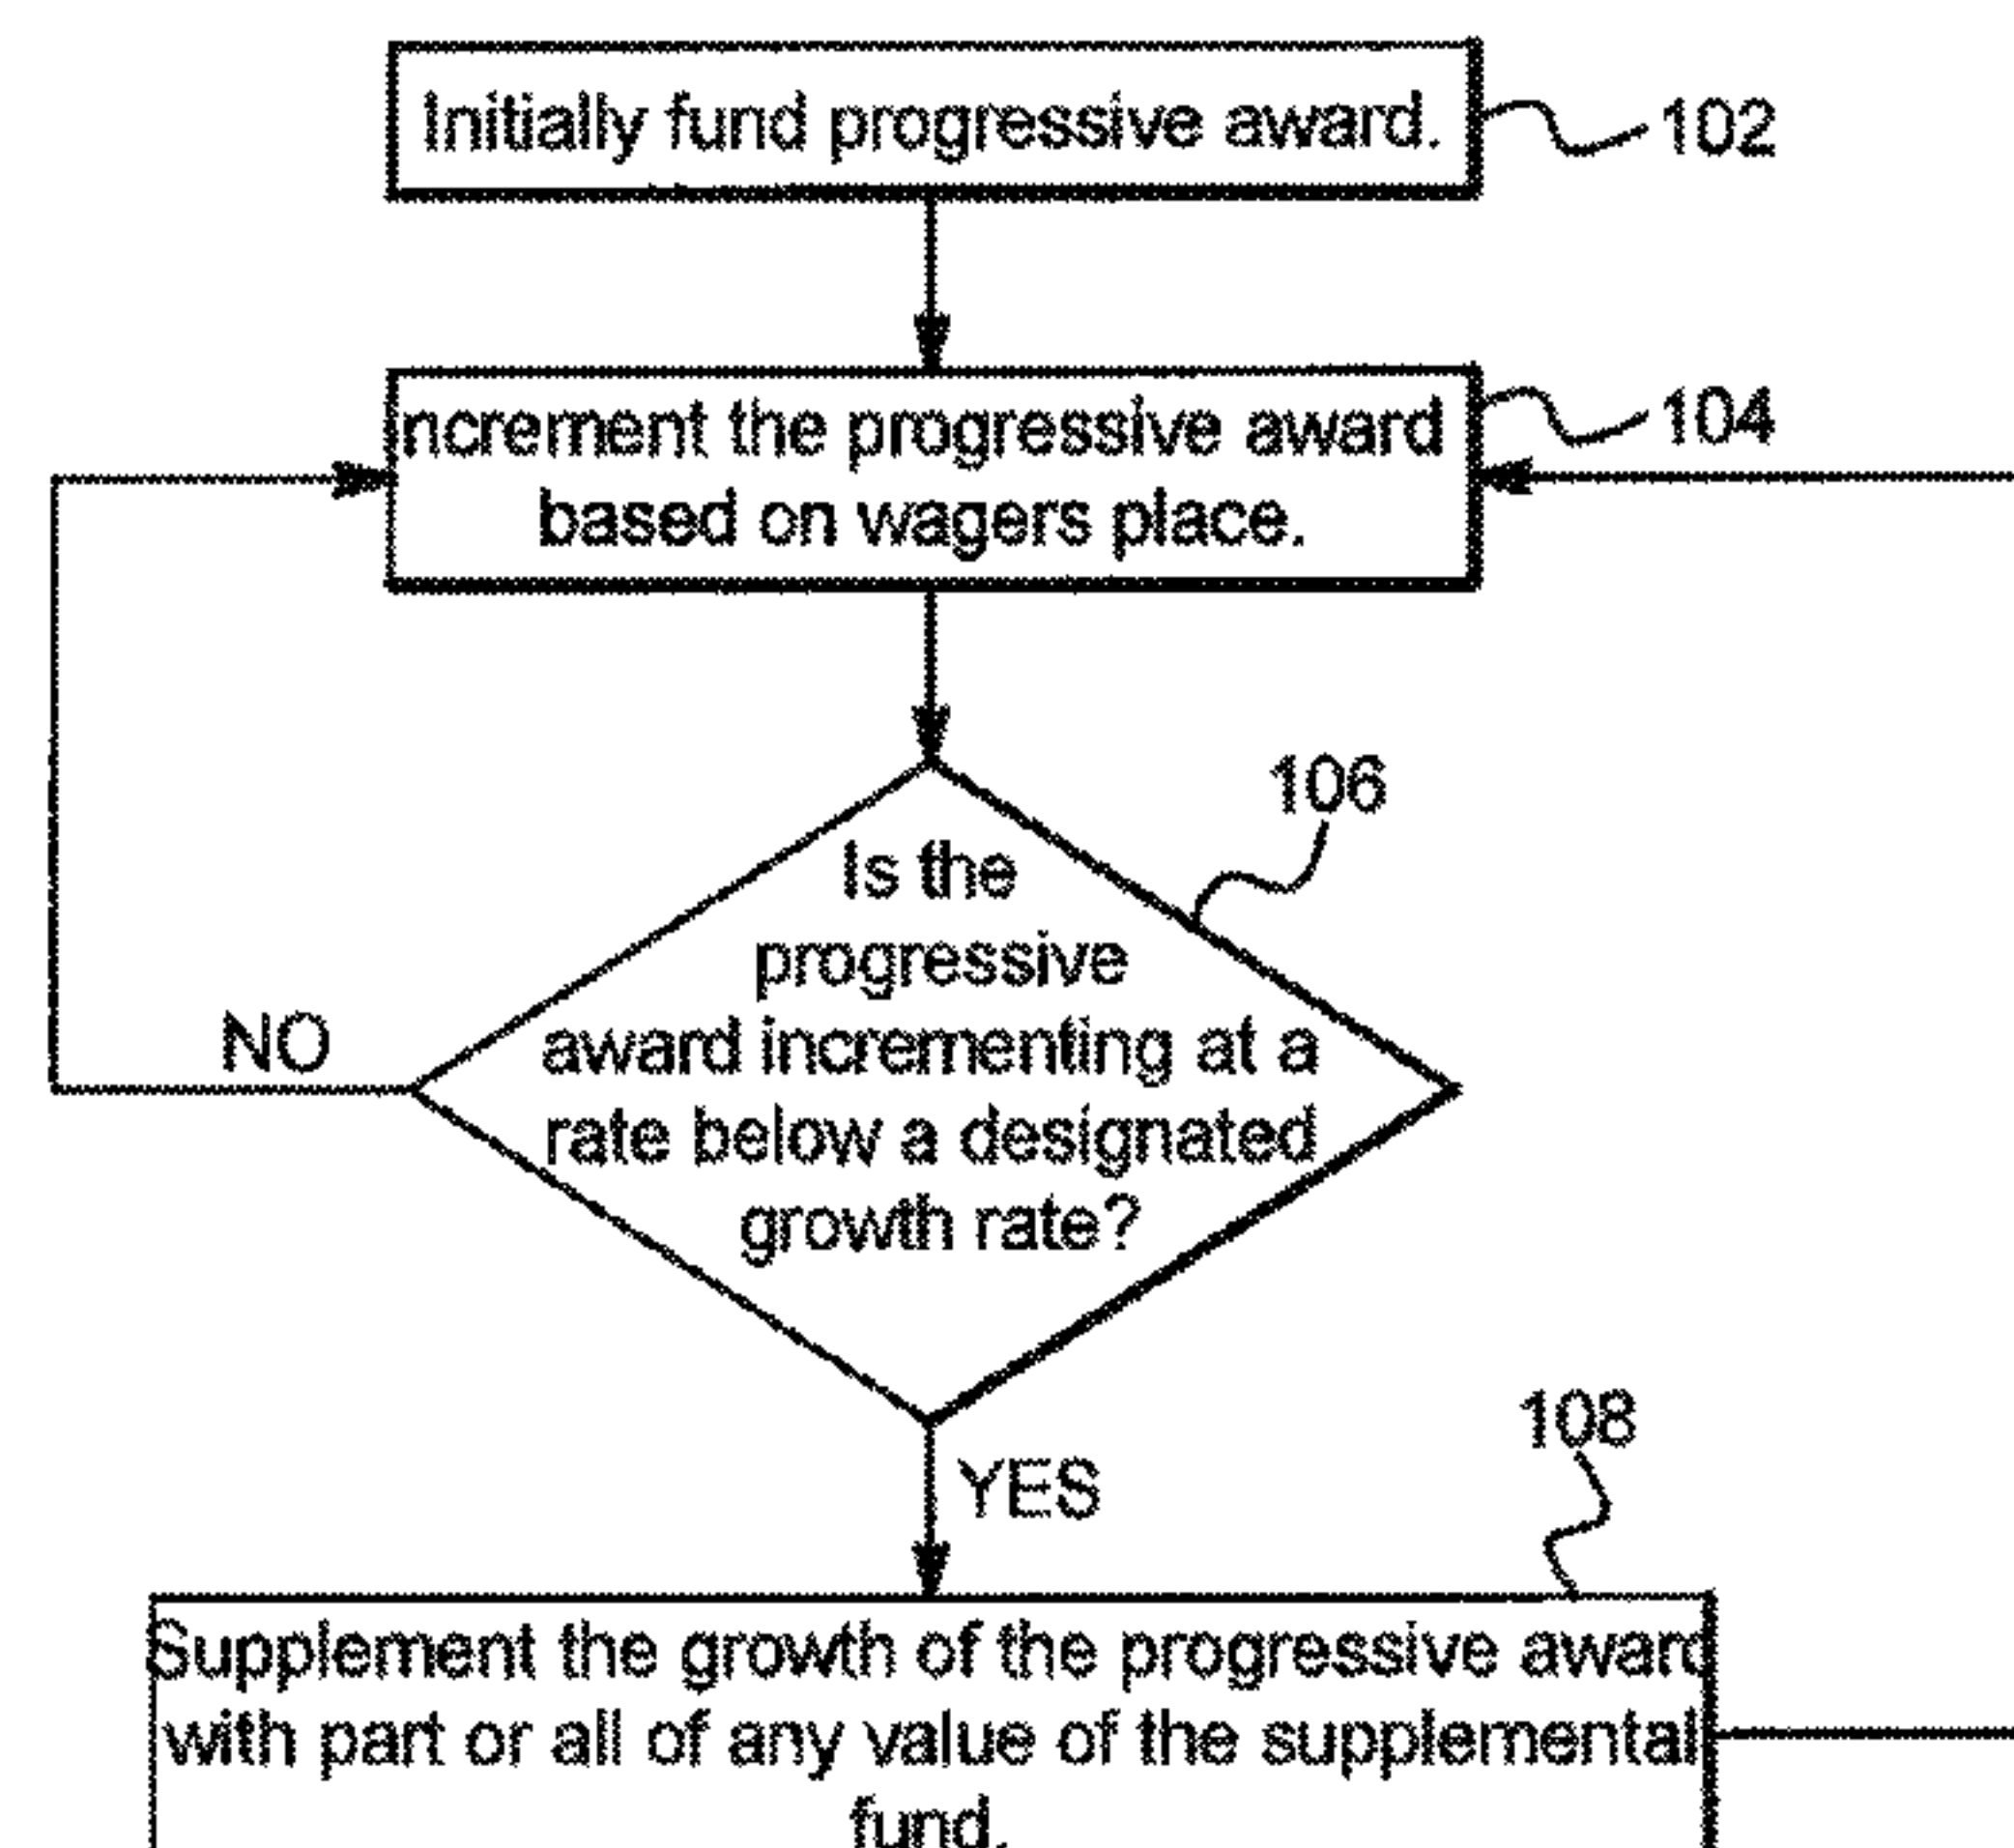 Initially fund progressive award.
102
ncrement the progressive award
based on wagers place.
104
106
Is the
progressive
award incrementing at a
rate below a designated
growth rate?
NO
YES
108
Supplement the growth of the progressive award
with part or all of any value of the supplemental
fund.